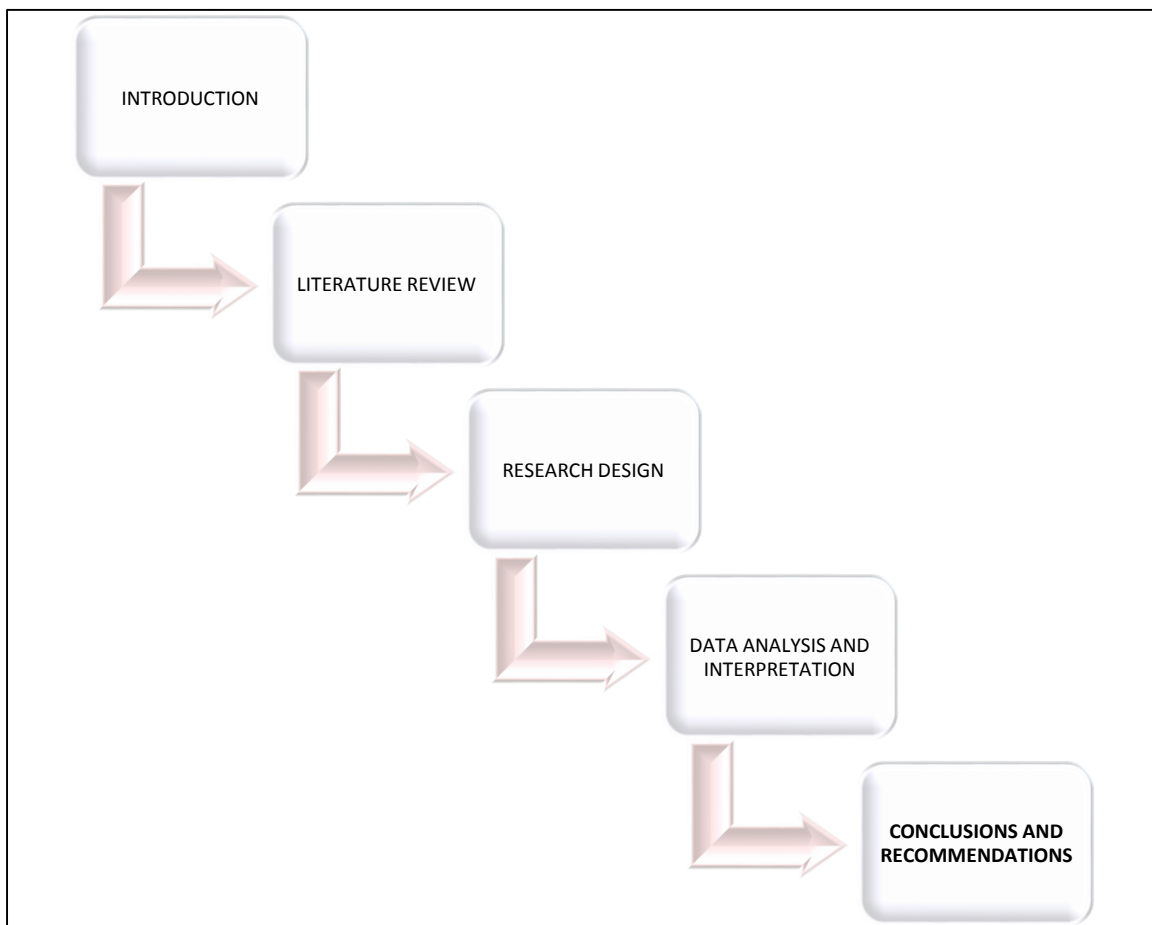 INTRODUCTION
LITERATURE REVIEW
RESEARCH DESIGN
DATA ANALYSIS AND
INTERPRETATION
CONCLUSIONS AND
RECOMMENDATIONS